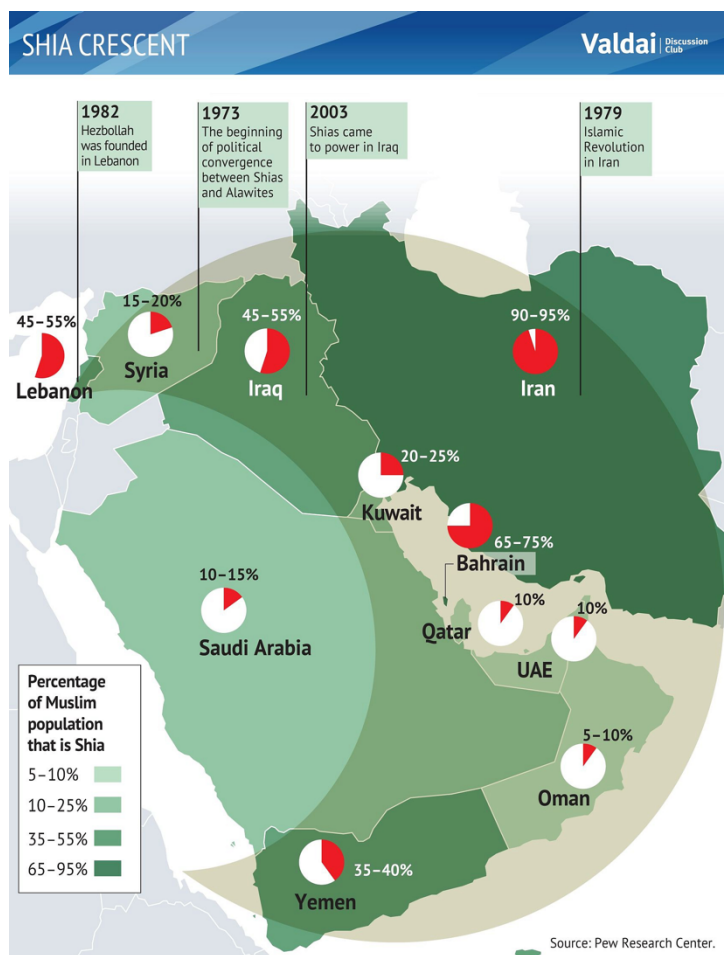 SHIA CRESCENT
Valdai | Discussion
Club
1982
Hezbollah
was founded
in Lebanon
1973
The beginning
of political
convergence
between Shias
and Alawites
2003
Shias came
to power in Iraq
1979
Islamic
Revolution
in Iran
45–55%
Lebanon
15–20%
Syria
45–55%
Iraq
90–95%
Iran
20–25%
Kuwait
65–75%
Bahrain
10–15%
Saudi Arabia
10%
Qatar
10%
UAE
5–10%
Oman
35–40%
Yemen
Percentage
of Muslim
population
that is Shia
5–10%
10–25%
35–55%
65–95%
Source: Pew Research Center.